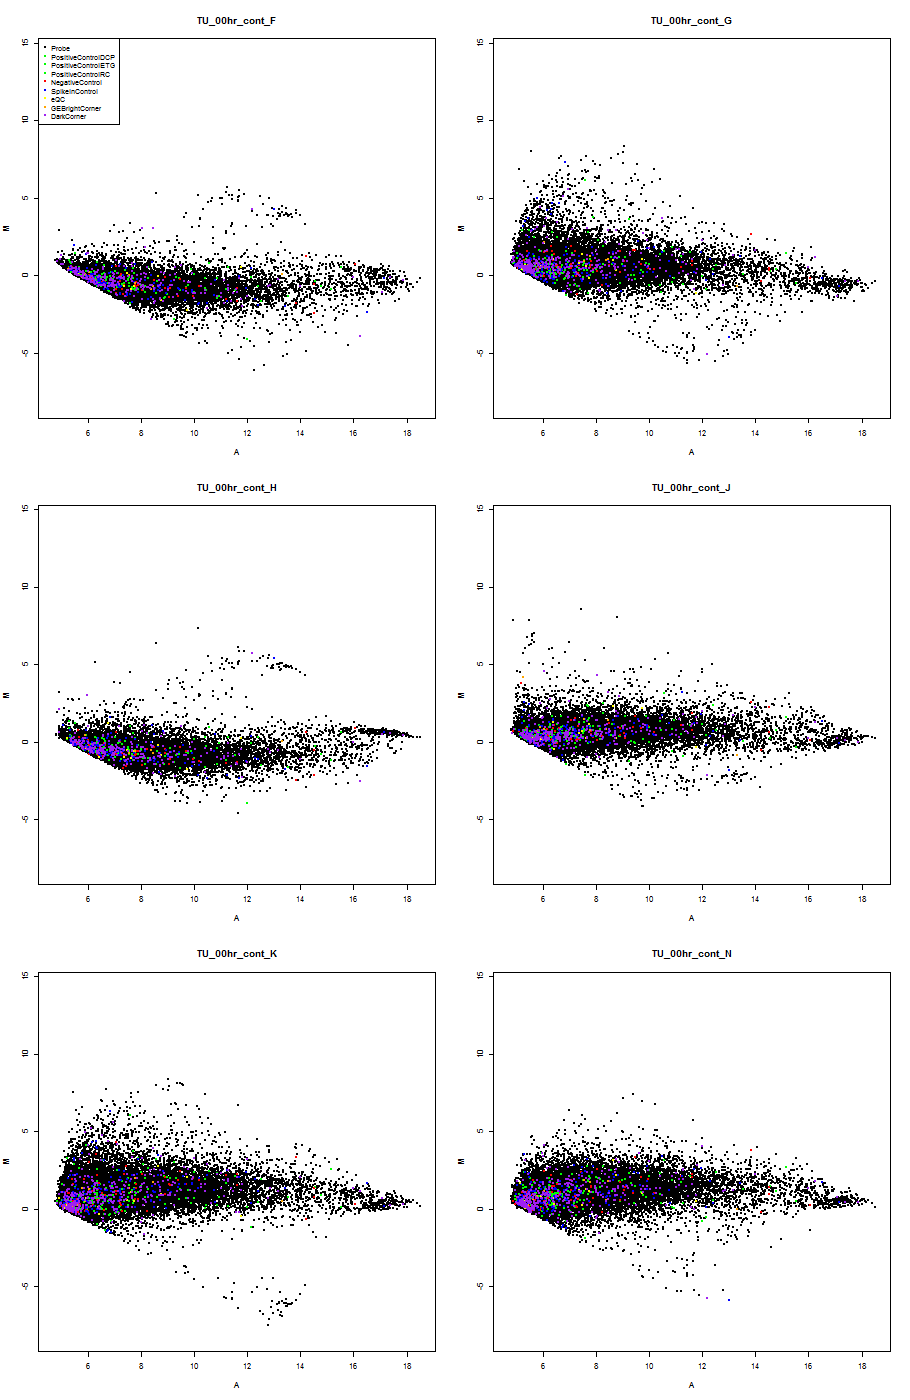 TU_00hr_cont_F
15
10
5
0
-5
M
Probe
PositiveControlDCP
PositiveControlETG
PositiveControlRC
NegativeControl
SpikeInControl
eQC
GEBrightCorner
DarkCorner
6 8 10 12 14 16 18
A
TU_00hr_cont_G
15
10
5
0
-5
M
6 8 10 12 14 16 18
A
TU_00hr_cont_H
15
10
5
0
-5
M
6 8 10 12 14 16 18
A
TU_00hr_cont_J
15
10
5
0
-5
M
6 8 10 12 14 16 18
A
TU_00hr_cont_K
15
10
5
0
-5
M
6 8 10 12 14 16 18
A
TU_00hr_cont_N
15
10
5
0
-5
M
6 8 10 12 14 16 18
A